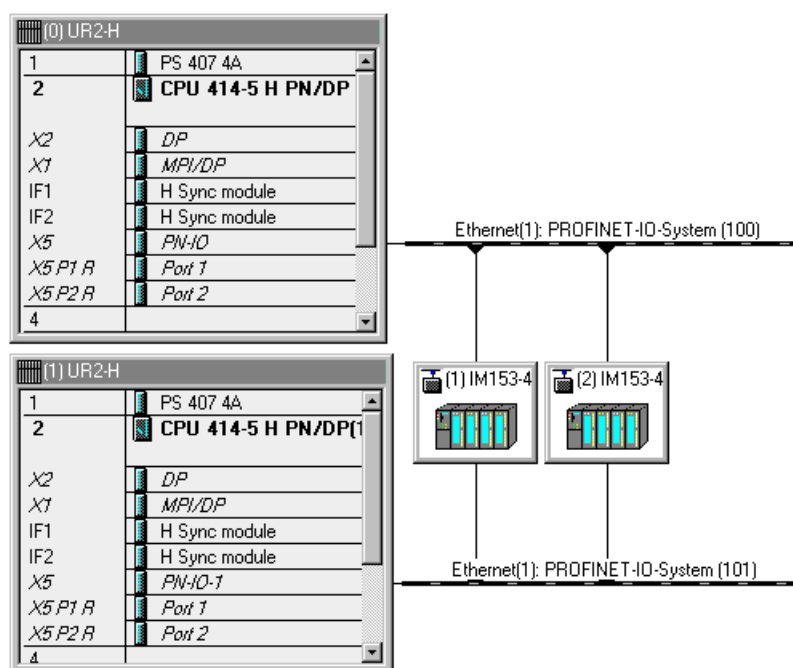 (0) UR2-H
1 PS 407 4A
2 CPU 414-5 H PN/DP
X2 DP
X1 MPI/DP
IF1 H Sync module
IF2 H Sync module
X5 PN-IO
X5 P1 R Port 1
X5 P2 R Port 2
4
Ethernet(1): PROFINET-IO-System (100)
(1) IM153-4
(2) IM153-4
(1) UR2-H
1 PS 407 4A
2 CPU 414-5 H PN/DP(1
X2 DP
X1 MPI/DP
IF1 H Sync module
IF2 H Sync module
X5 PN-IO-1
X5 P1 R Port 1
X5 P2 R Port 2
4
Ethernet(1): PROFINET-IO-System (101)